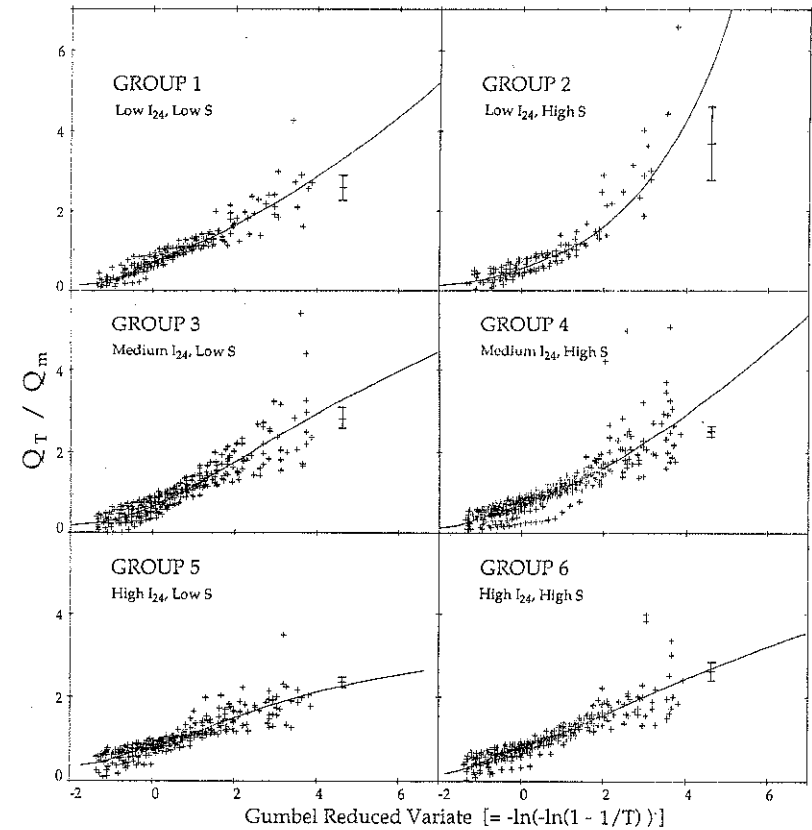 6
4
2
0
GROUP 1
Low I24, Low S
GROUP 2
Low I24, High S
4
2
0
GROUP 3
Medium I24, Low S
GROUP 4
Medium I24, High S
4
2
0
GROUP 5
High I24, Low S
GROUP 6
High I24, High S
QT / Qm
-2 0 2 4 6 -2 0 2 4 6
Gumbel Reduced Variate [= -ln(-ln(1 - 1/T) ) ]